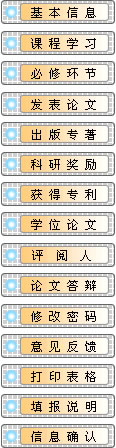 基本信息
课程学习
必修环节
发表论文
出版专著
科研奖励
获得专利
学位论文
评阅人
论文答辩
修改密码
意见反馈
打印表格
填报说明
信息确认